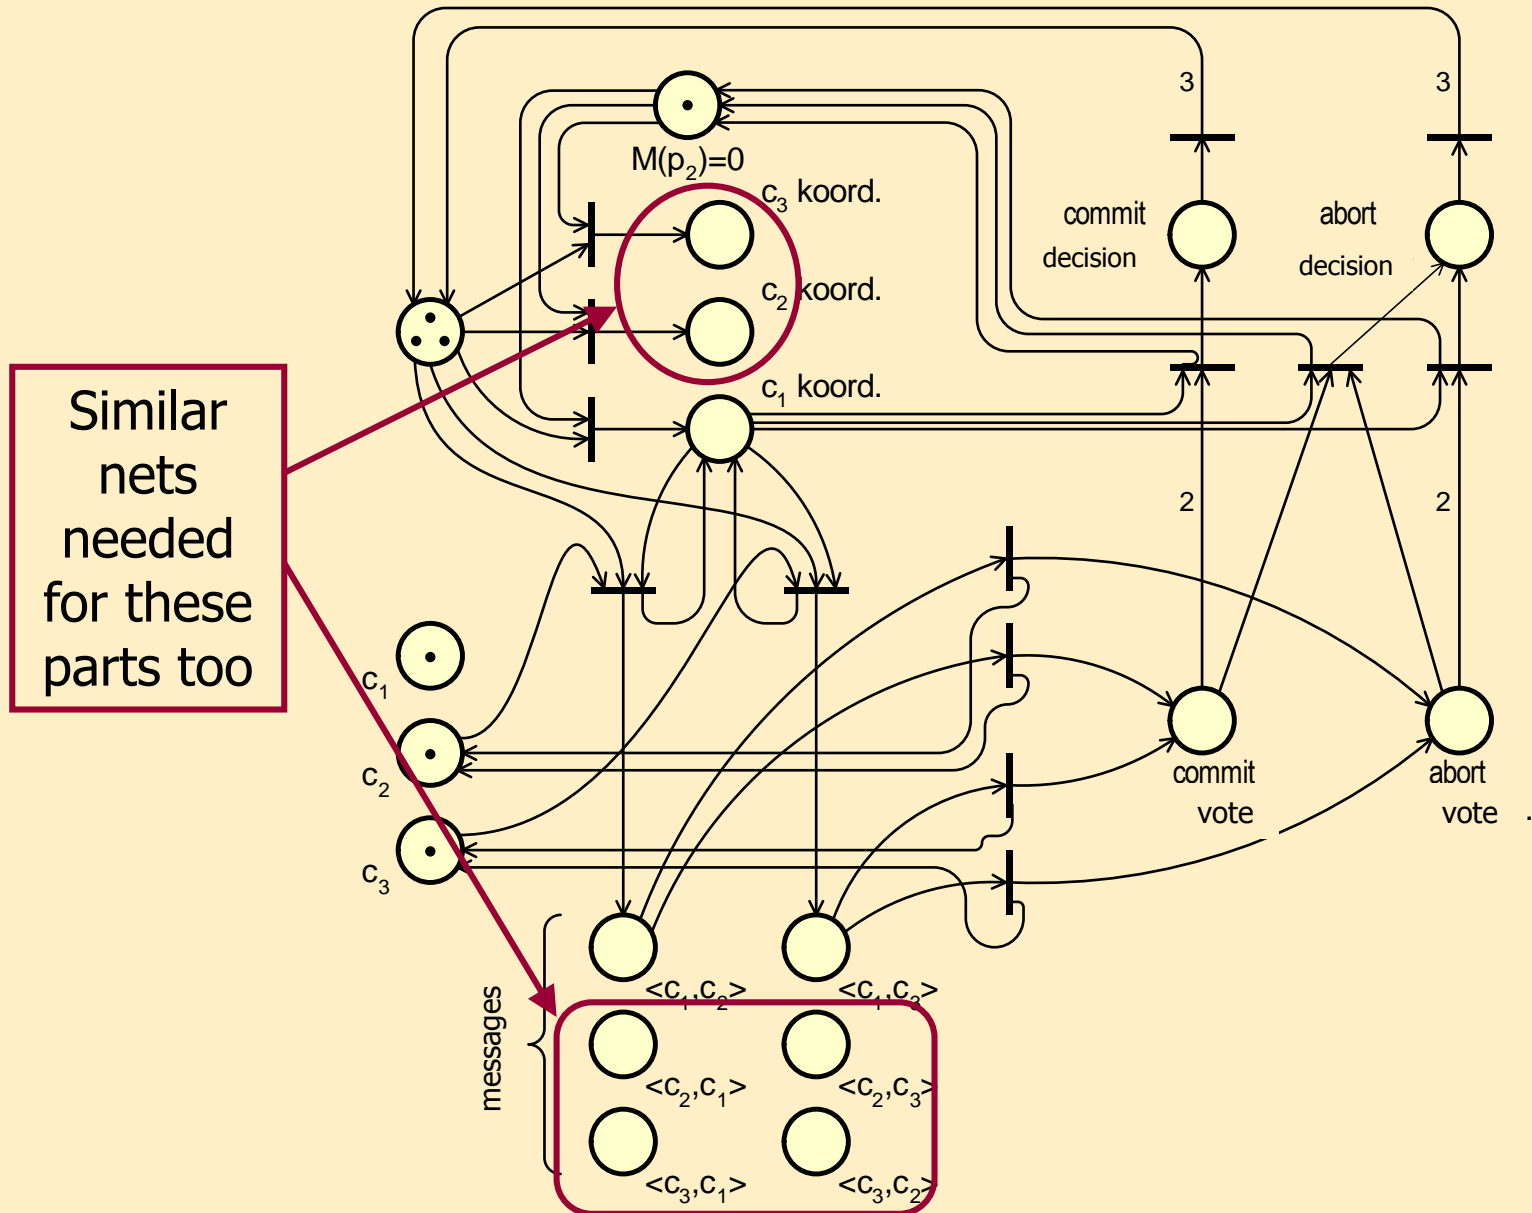 3
3
M(p₂)=0
c₃ koord.
commit
decision
abort
decision
c₂ koord.
c₁ koord.
Similar
nets
needed
for these
parts too
2
2
c₁
c₂
c₃
commit
vote
abort
vote .
messages
<c₁,c₂>
<c₁,c₃>
<c₂,c₁>
<c₂,c₃>
<c₃,c₁>
<c₃,c₂>